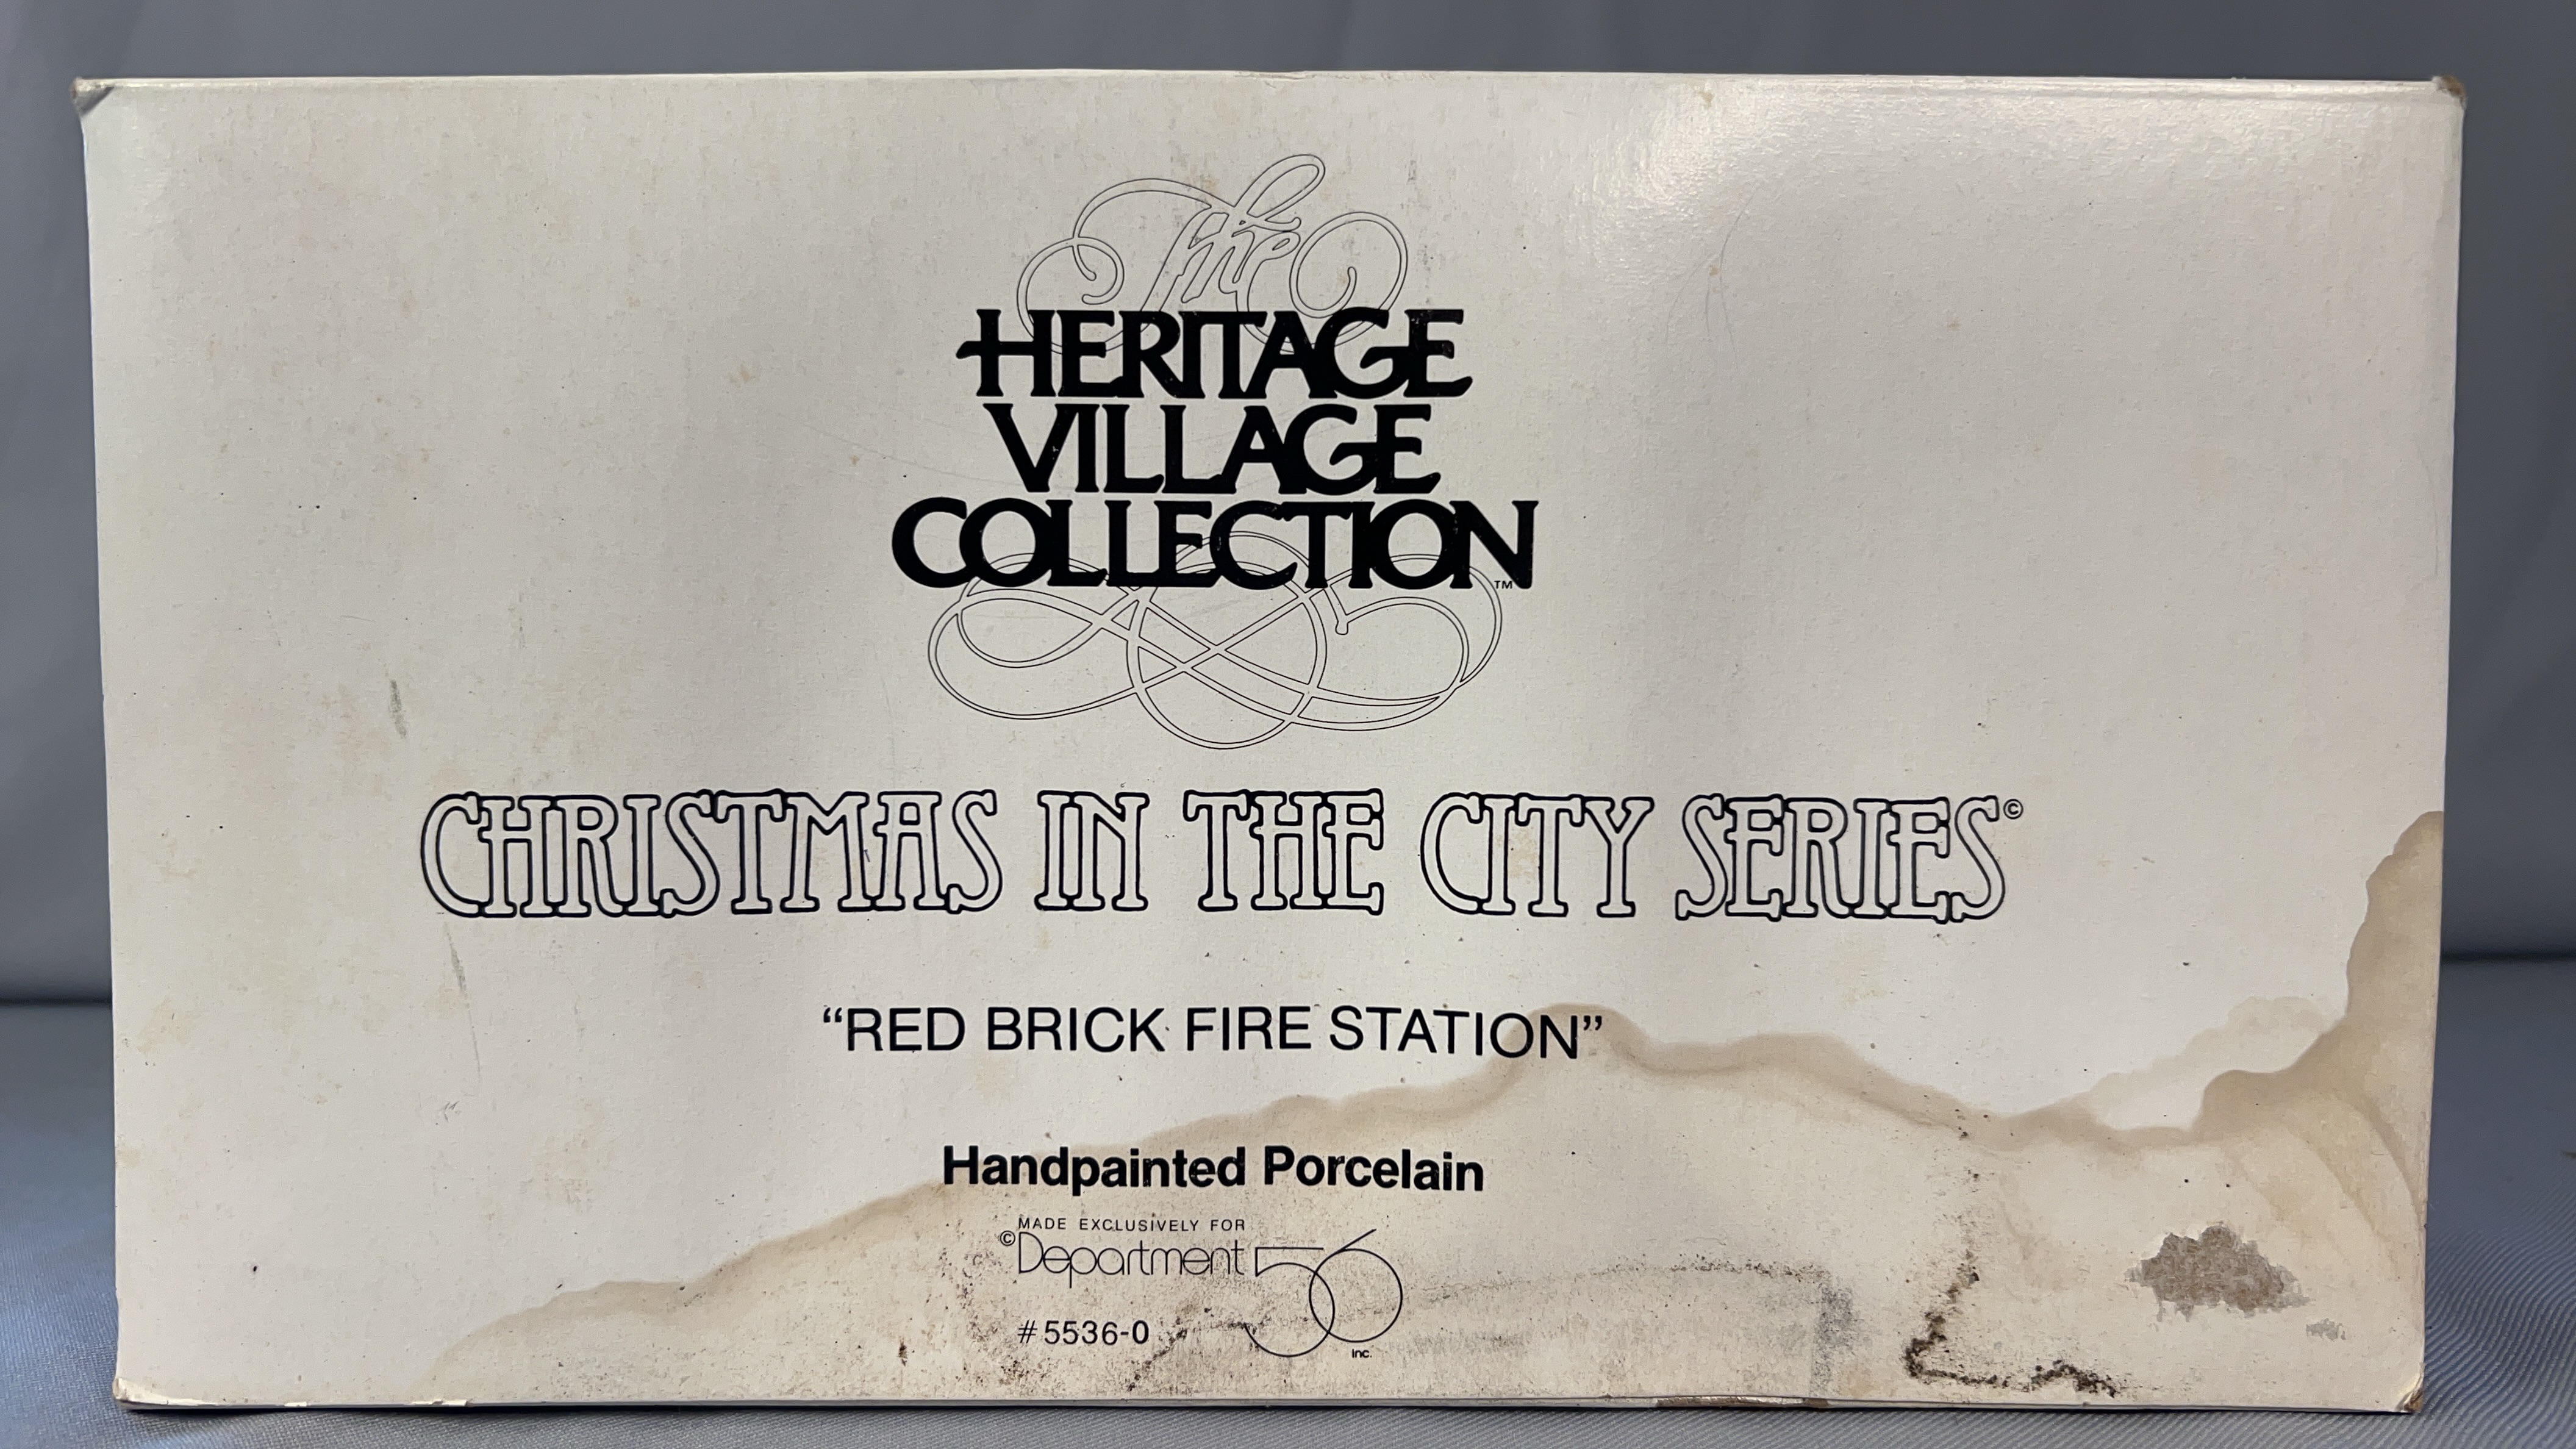 The
HERITAGE
VILLAGE
COLLECTION™
CHRISTMAS IN THE CITY SERIES©
“RED BRICK FIRE STATION”
Handpainted Porcelain
MADE EXCLUSIVELY FOR
©Department 56
Inc.
#5536-0